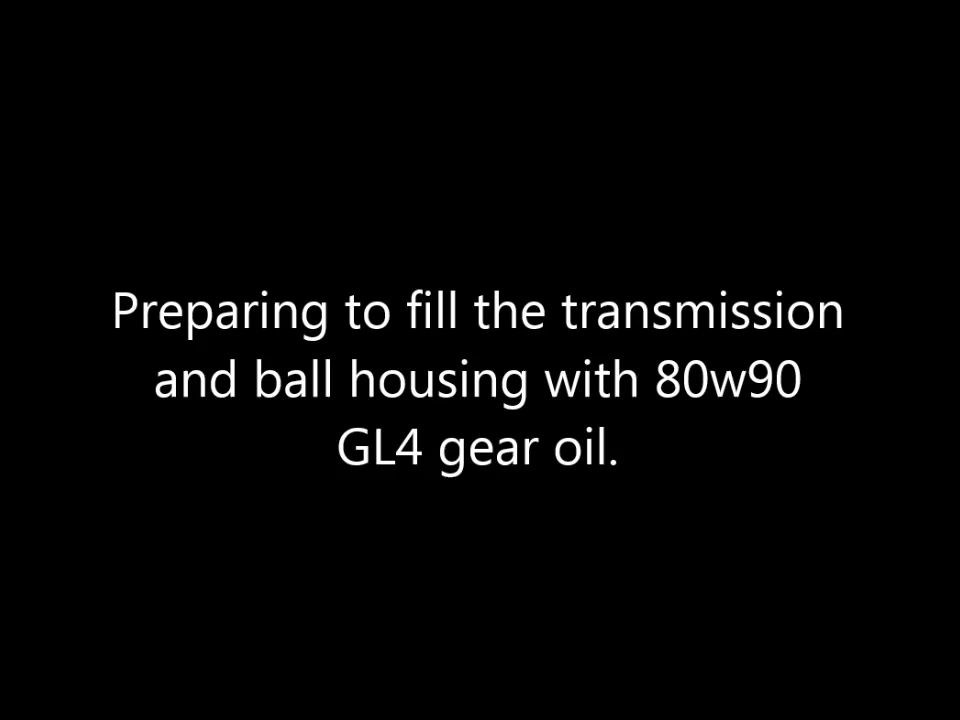 Preparing to fill the transmission
and ball housing with 80w90
GL4 gear oil.